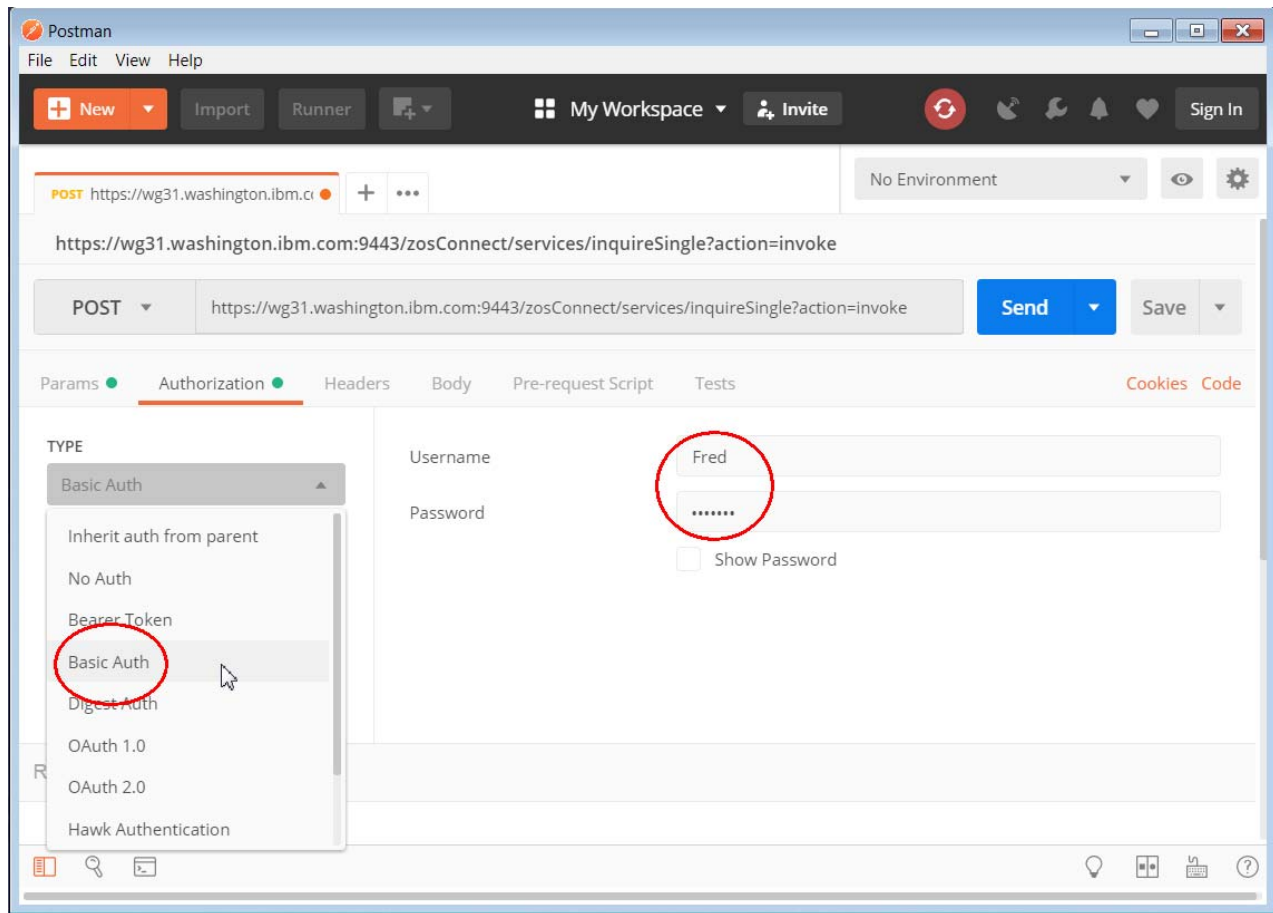 Postman
File Edit View Help
New Import Runner My Workspace Invite Sign In
POST https://wg31.washington.ibm.c No Environment
https://wg31.washington.ibm.com:9443/zosConnect/services/inquireSingle?action=invoke
POST https://wg31.washington.ibm.com:9443/zosConnect/services/inquireSingle?action=invoke Send Save
Params Authorization Headers Body Pre-request Script Tests Cookies Code
TYPE
Basic Auth
Username Fred
Password •••••••
Show Password
Inherit auth from parent
No Auth
Bearer Token
Basic Auth
Digest Auth
OAuth 1.0
R
OAuth 2.0
Hawk Authentication